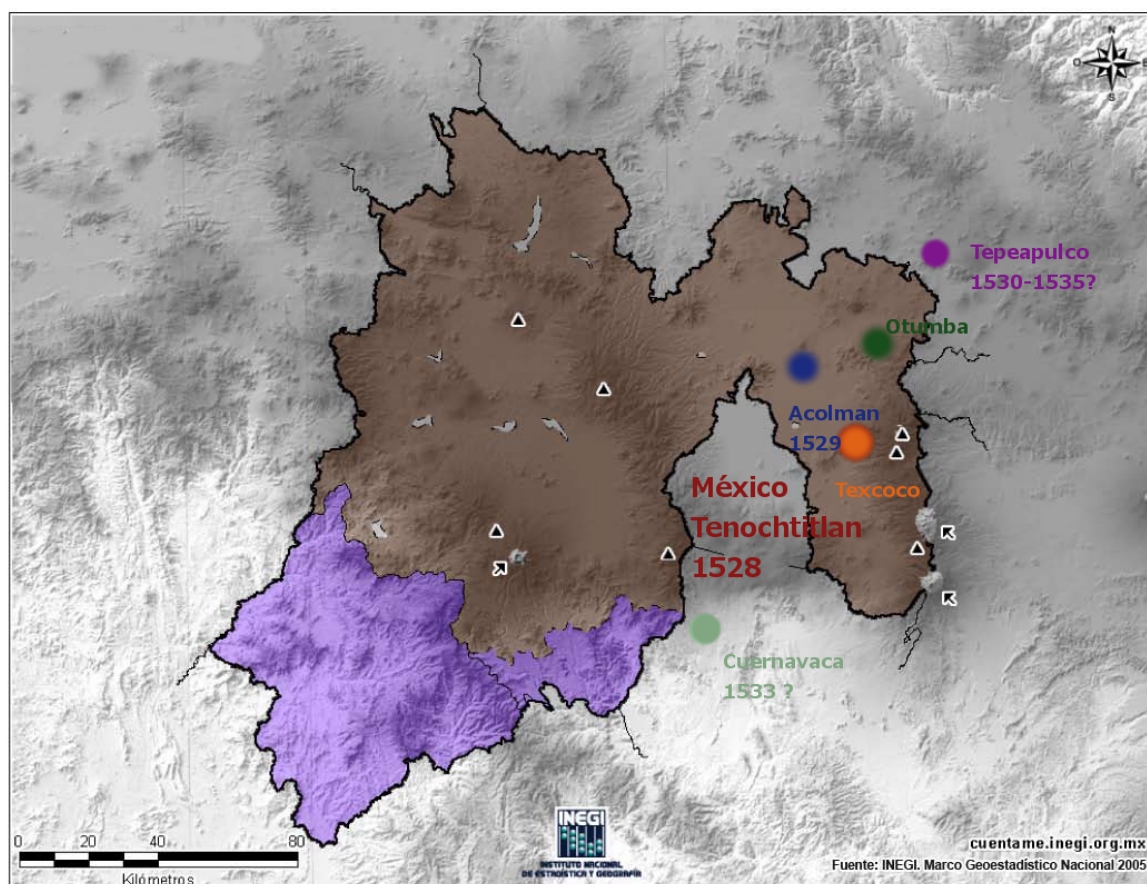 N
O
E
S
Tepeapulco
1530-1535?
Otumba
Acolman
1529
México
Tenochtitlan
1528
Texcoco
Cuernavaca
1533 ?
0 20 40 80
Kilómetros
INEGI
INSTITUTO NACIONAL
DE ESTADÍSTICA Y GEOGRAFÍA
cuentame.inegi.org.mx
Fuente: INEGI. Marco Geoestadístico Nacional 2005